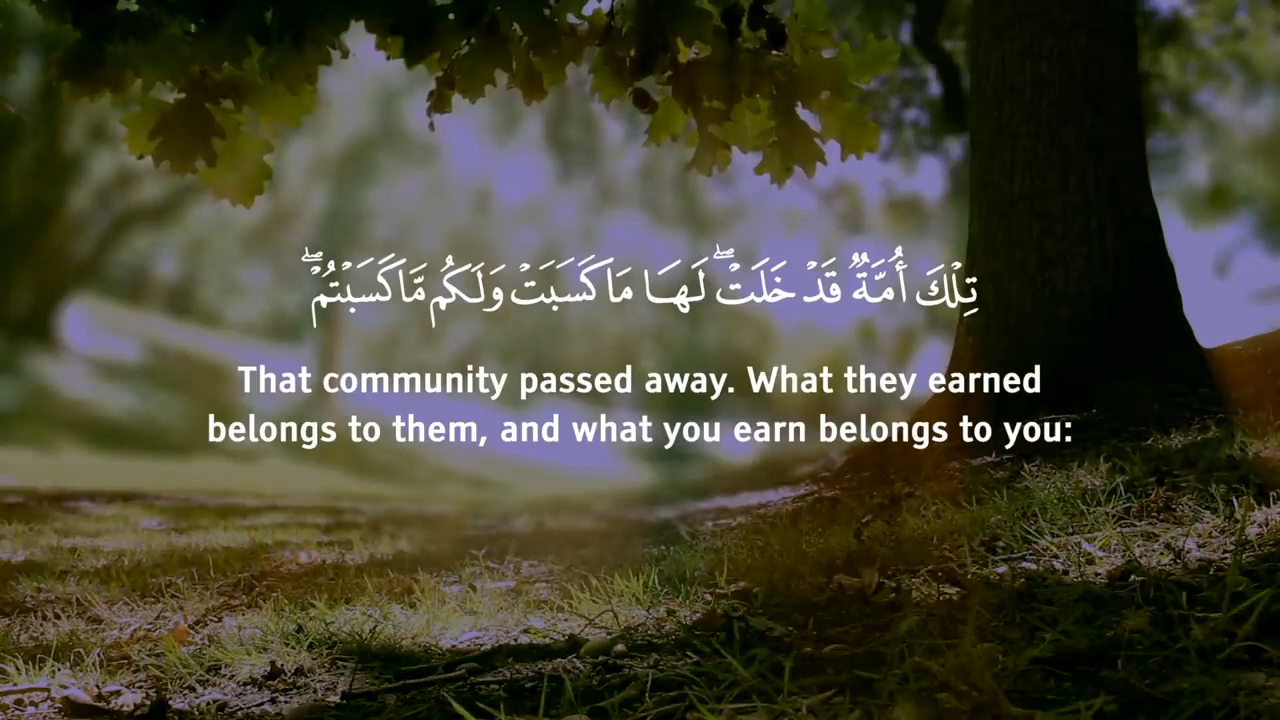 تِلْكَ أُمَّةٌ قَدْ خَلَتْ ۖ لَهَا مَا كَسَبَتْ وَلَكُم مَّا كَسَبْتُمْ ۖ
That community passed away. What they earned
belongs to them, and what you earn belongs to you: